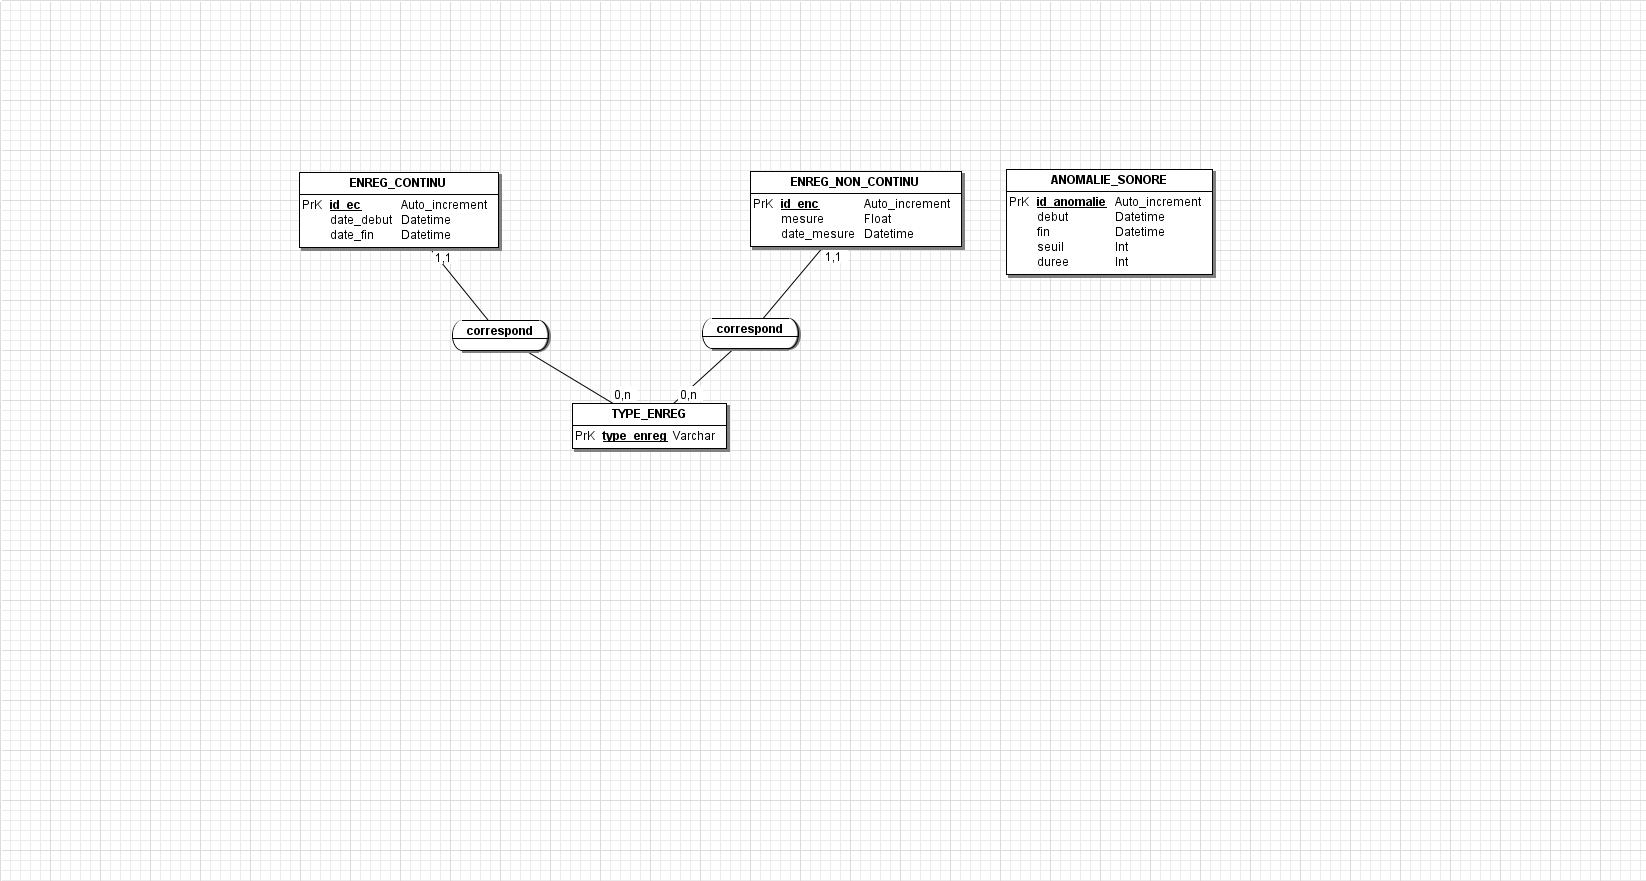 ENREG_CONTINU
PrK id_ec Auto_increment
date_debut Datetime
date_fin Datetime
1,1
ENREG_NON_CONTINU
PrK id_enc Auto_increment
mesure Float
date_mesure Datetime
1,1
ANOMALIE_SONORE
PrK id_anomalie Auto_increment
debut Datetime
fin Datetime
seuil Int
duree Int
correspond
correspond
0,n
0,n
TYPE_ENREG
PrK type_enreg Varchar